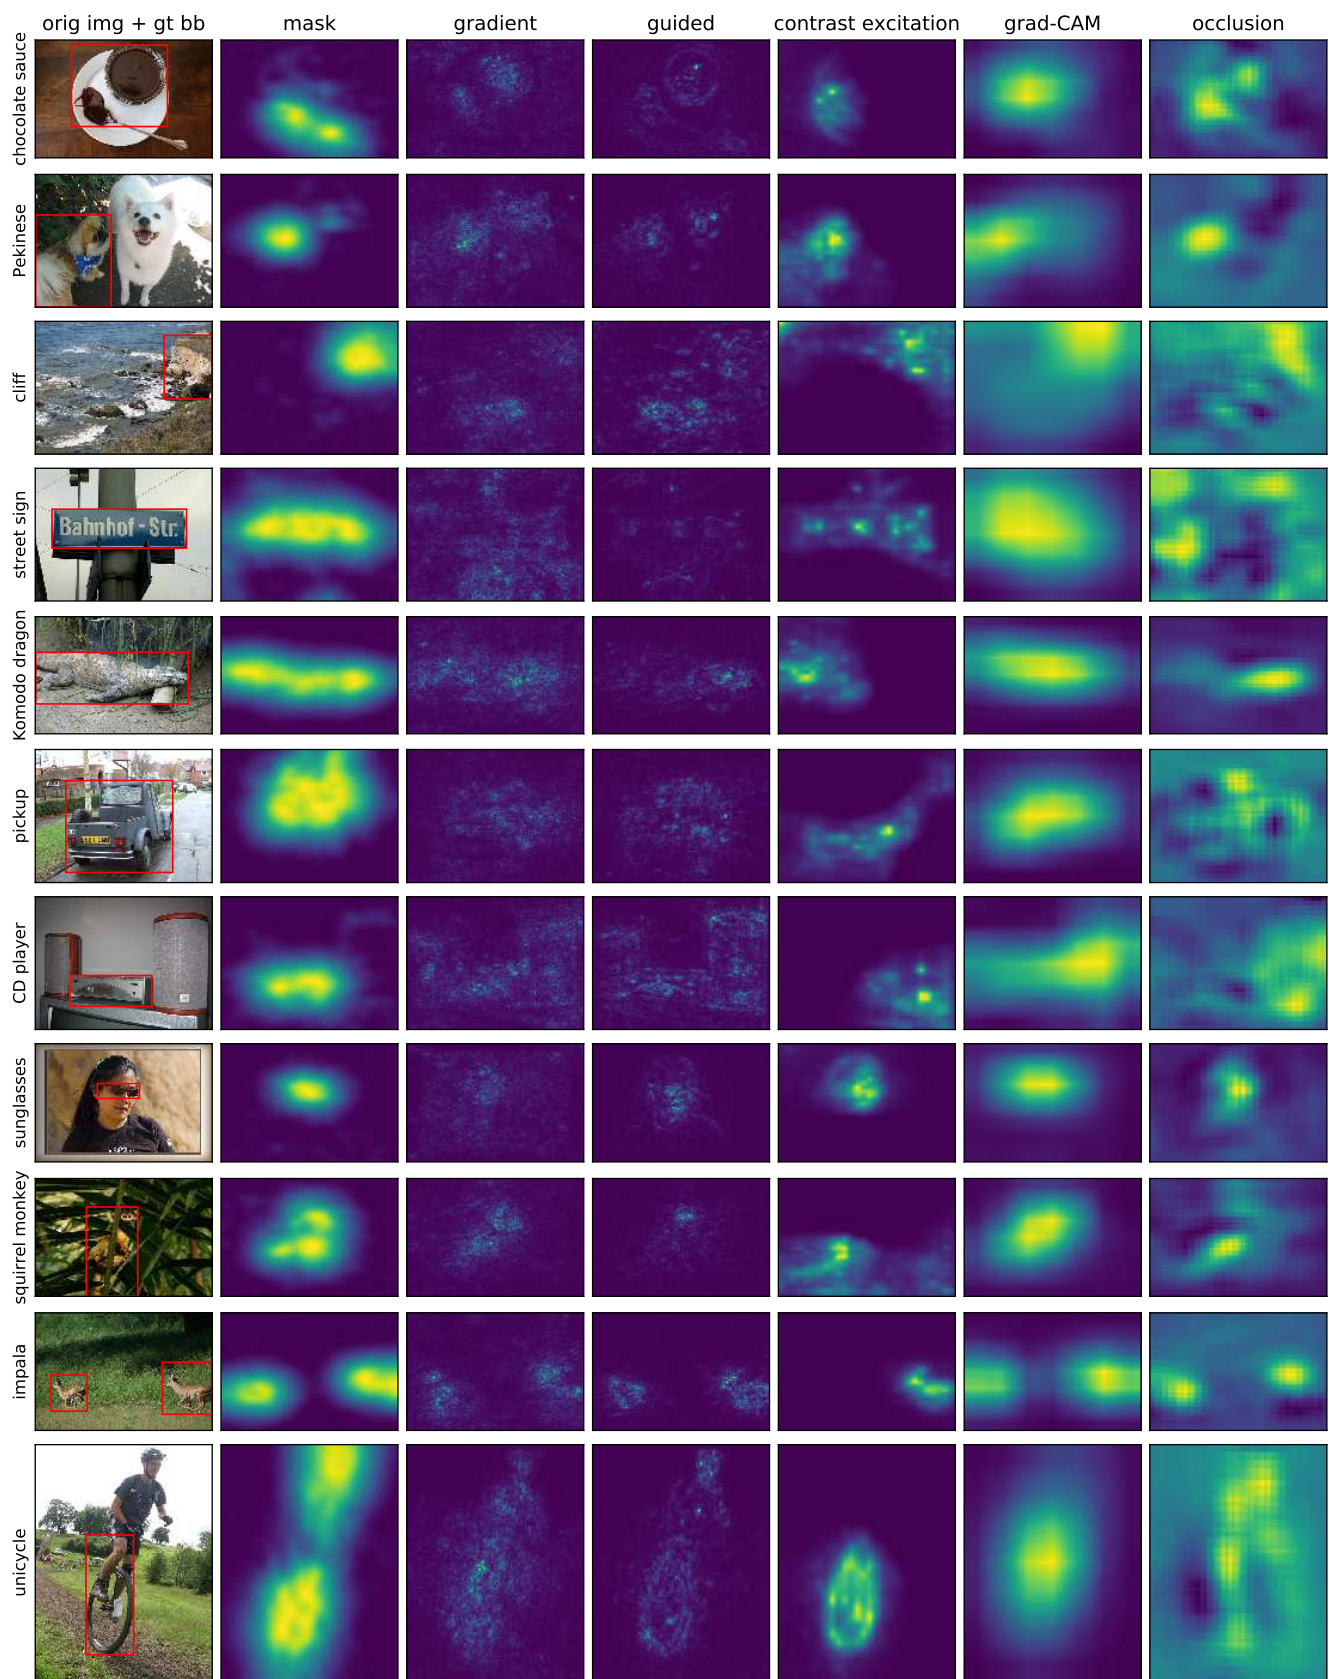 orig img + gt bb mask gradient guided contrast excitation grad-CAM occlusion
chocolate sauce
Pekinese
cliff
street sign
Bahnhof - Str.
Komodo dragon
pickup
CD player
sunglasses
squirrel monkey
impala
unicycle